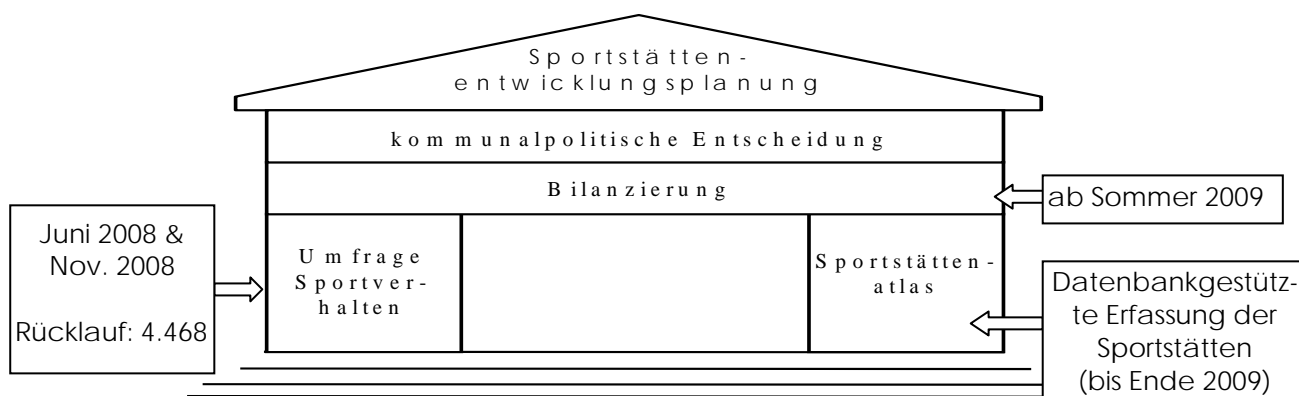 Sportstätten-
entwicklungsplanung
kommunalpolitische Entscheidung
Bilanzierung
ab Sommer 2009
Juni 2008 &
Nov. 2008
Rücklauf: 4.468
Umfrage
Sportver-
halten
Sportstätten-
atlas
Datenbankgestütz-
te Erfassung der
Sportstätten
(bis Ende 2009)